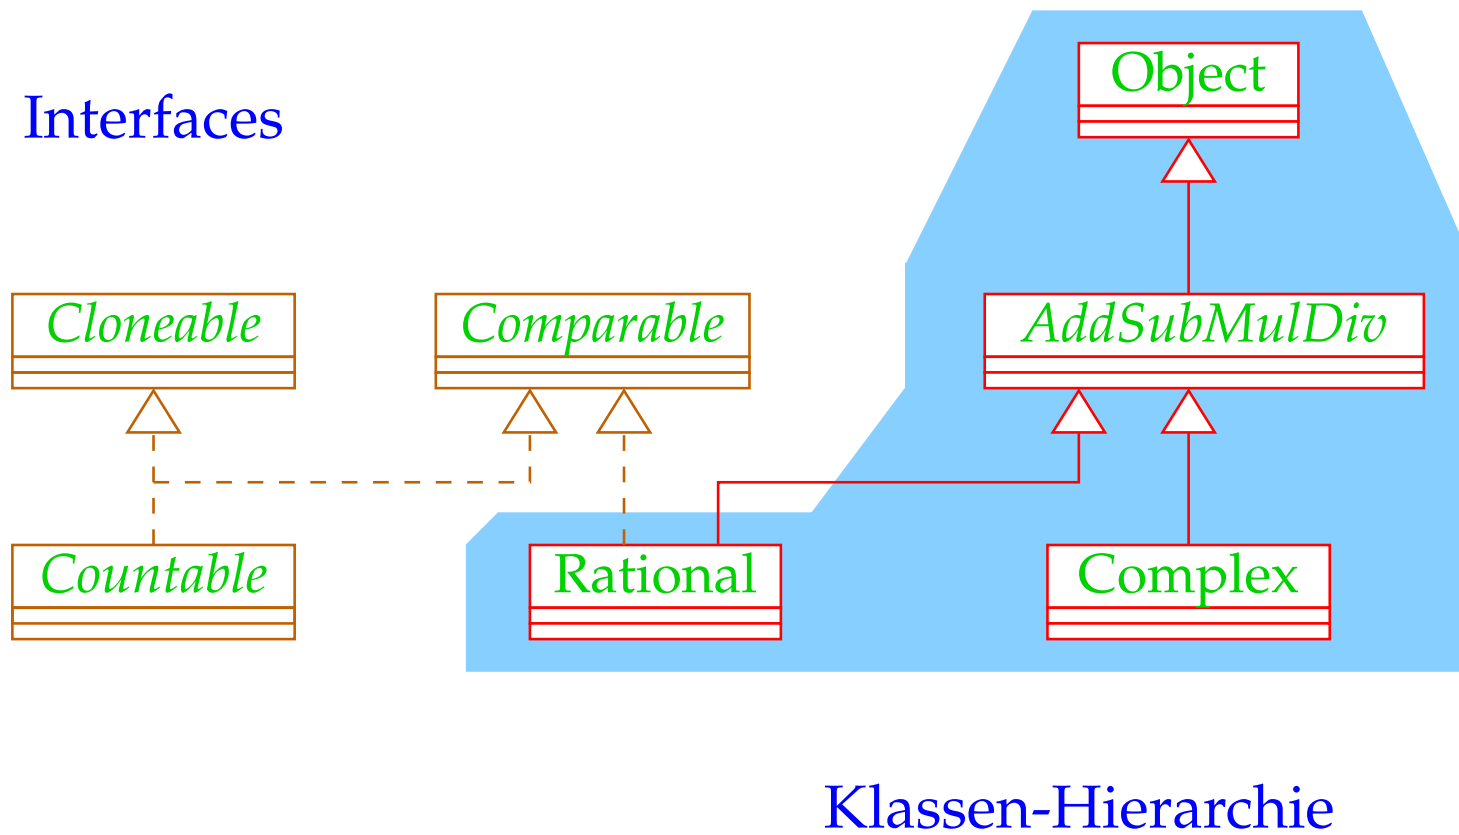 Object
Interfaces
Cloneable
Comparable
AddSubMulDiv
Countable
Rational
Complex
Klassen-Hierarchie